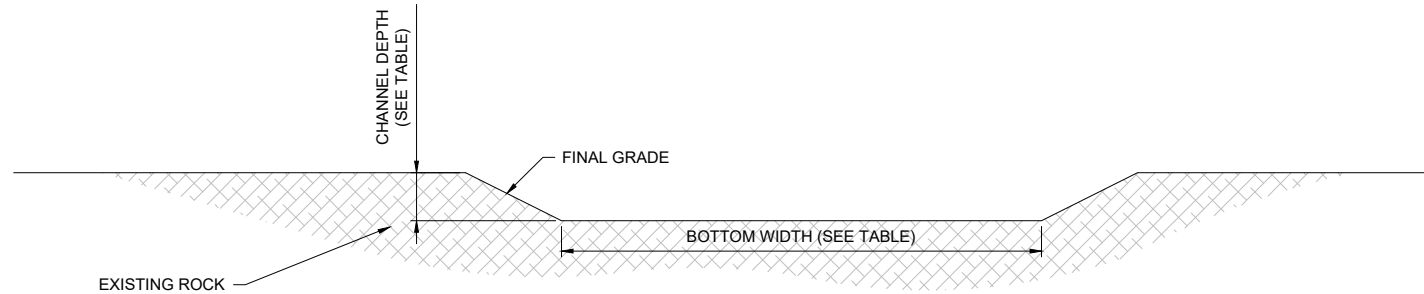 CHANNEL DEPTH
(SEE TABLE)
FINAL GRADE
BOTTOM WIDTH (SEE TABLE)
EXISTING ROCK